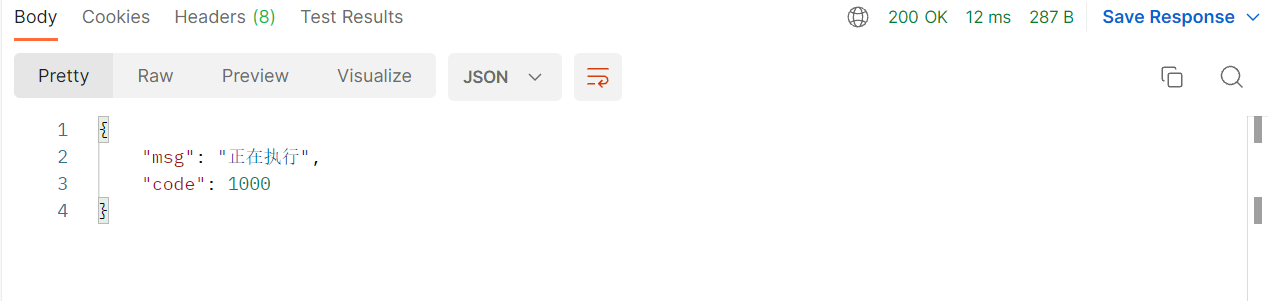 Body Cookies Headers (8) Test Results 200 OK 12 ms 287 B Save Response
Pretty Raw Preview Visualize JSON
1 {
2 "msg": "正在执行",
3 "code": 1000
4 }